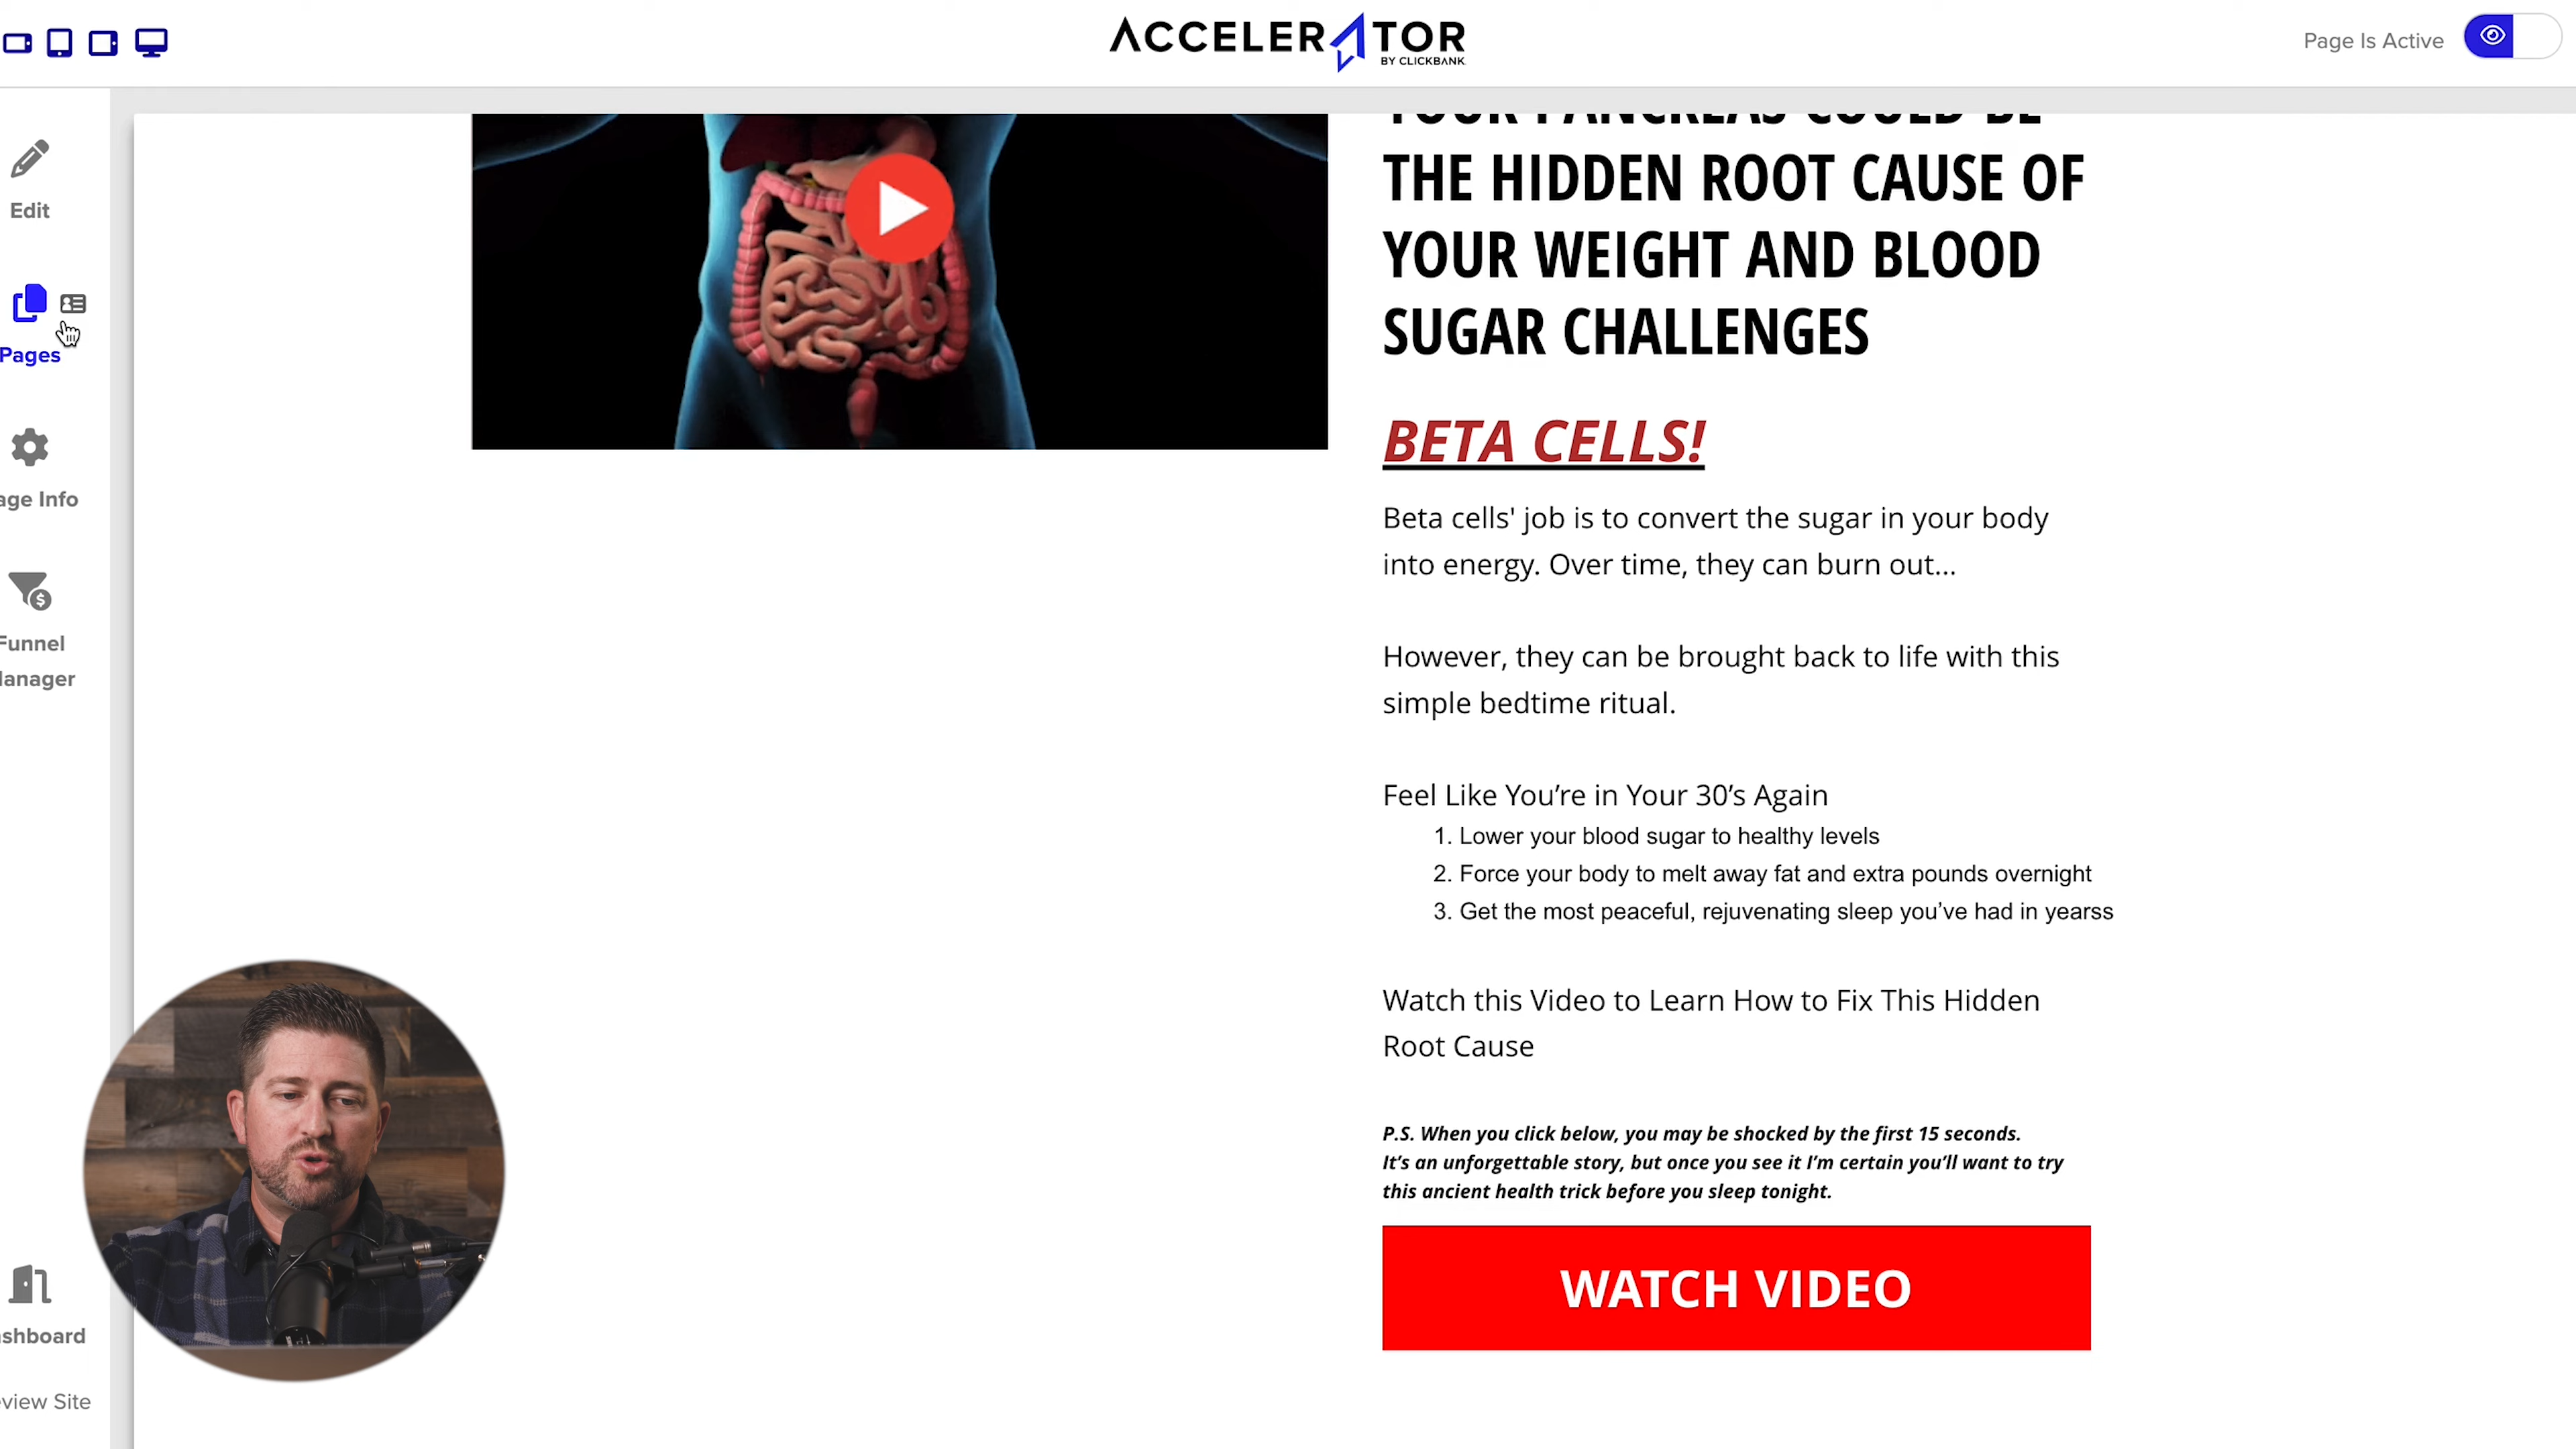 ACCELERATOR
BY CLICKBANK
Page Is Active
Edit
Pages
age Info
Funnel
anager
shboard
view Site
YOUR PANCREAS COULD BE
THE HIDDEN ROOT CAUSE OF
YOUR WEIGHT AND BLOOD
SUGAR CHALLENGES
BETA CELLS!
Beta cells' job is to convert the sugar in your body
into energy. Over time, they can burn out...
However, they can be brought back to life with this
simple bedtime ritual.
Feel Like You’re in Your 30’s Again
1. Lower your blood sugar to healthy levels
2. Force your body to melt away fat and extra pounds overnight
3. Get the most peaceful, rejuvenating sleep you’ve had in yearss
Watch this Video to Learn How to Fix This Hidden
Root Cause
P.S. When you click below, you may be shocked by the first 15 seconds.
It’s an unforgettable story, but once you see it I’m certain you’ll want to try
this ancient health trick before you sleep tonight.
WATCH VIDEO